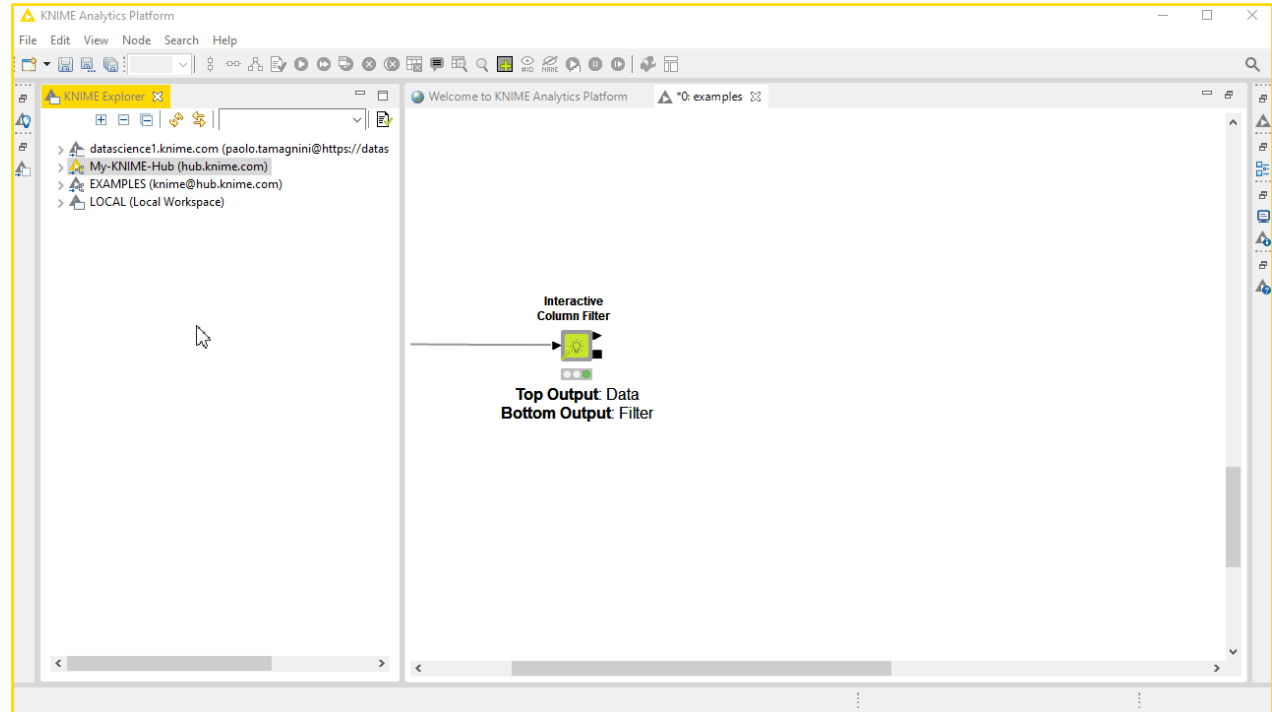 KNIME Analytics Platform
File Edit View Node Search Help
KNIME Explorer
Welcome to KNIME Analytics Platform
*0: examples
datascience1.knime.com (paolo.tamagnini@https://datas
My-KNIME-Hub (hub.knime.com)
EXAMPLES (knime@hub.knime.com)
LOCAL (Local Workspace)
Interactive
Column Filter
Top Output: Data
Bottom Output: Filter